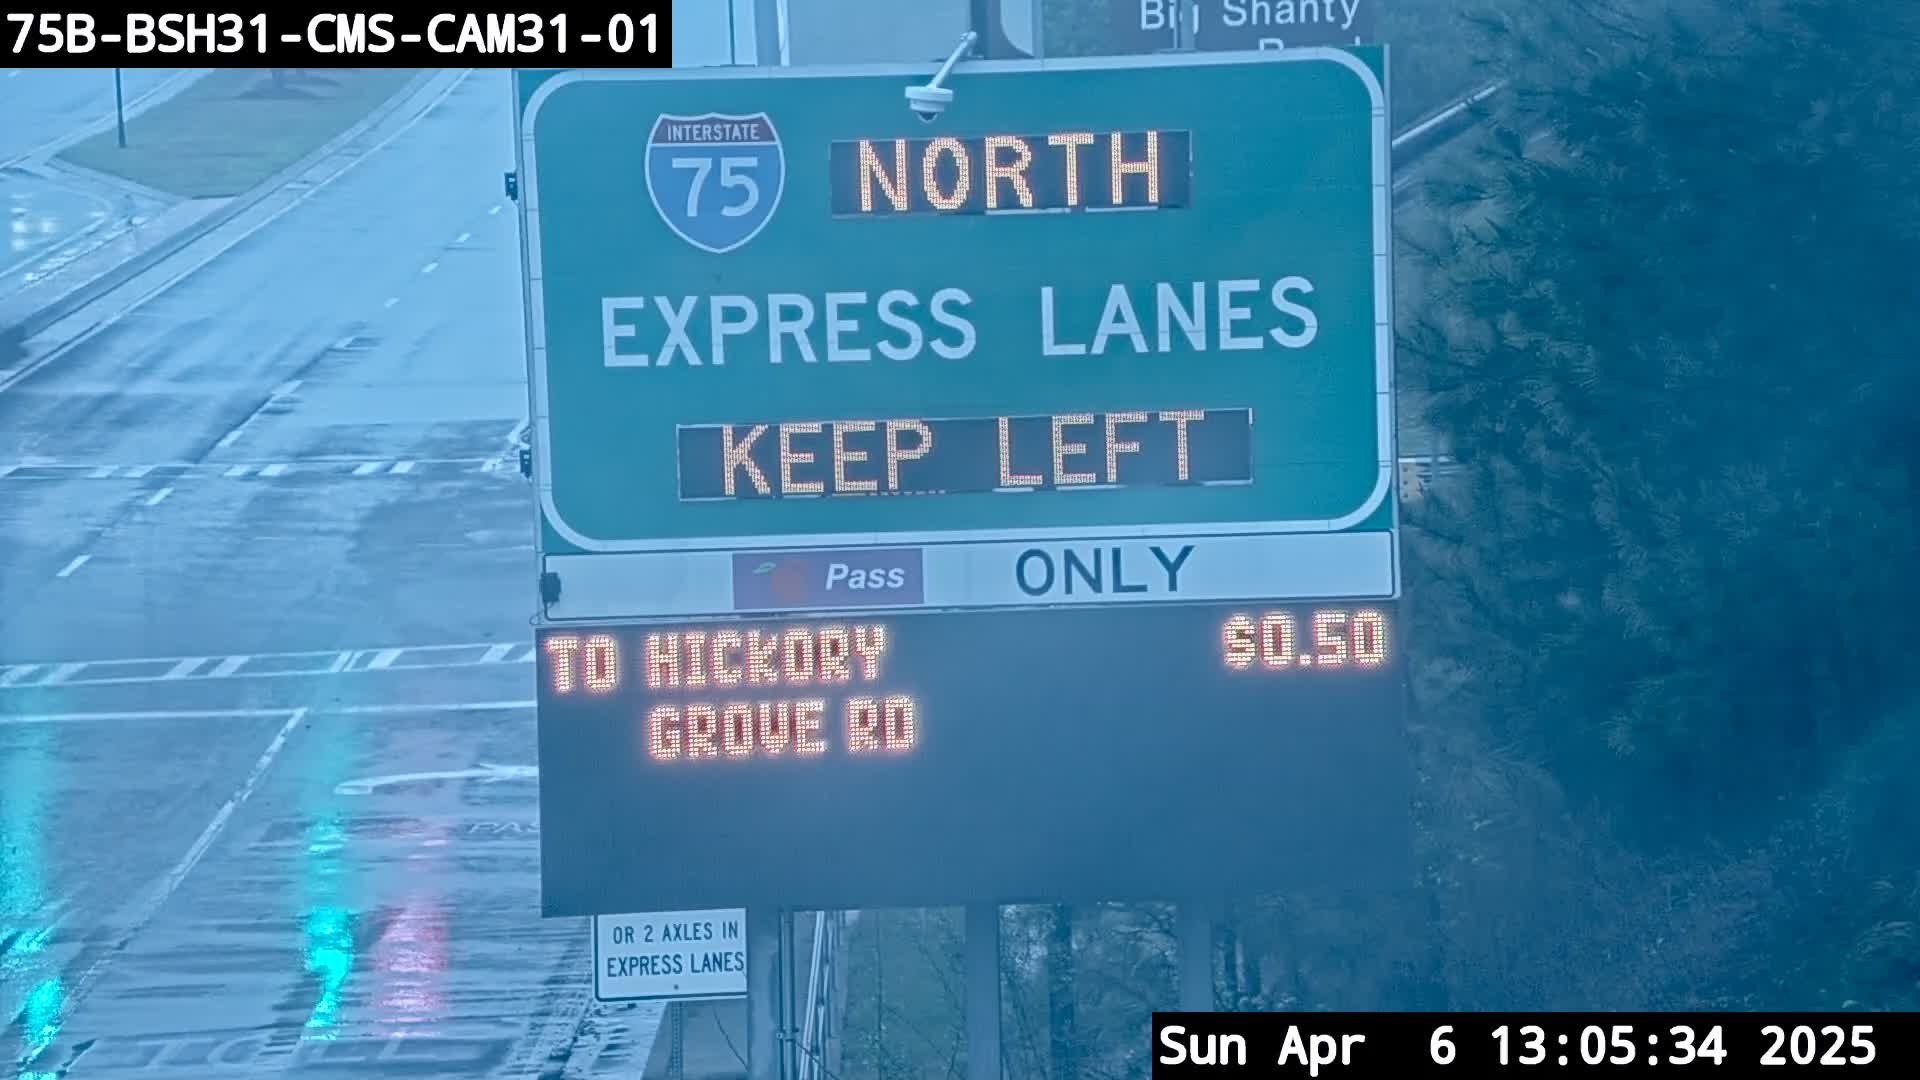 75B-BSH31-CMS-CAM31-01
Big Shanty
INTERSTATE
75
NORTH
EXPRESS LANES
KEEP LEFT
Pass
ONLY
TO HICKORY $0.50
GROVE RD
OR 2 AXLES IN
EXPRESS LANES
Sun Apr 6 13:05:34 2025